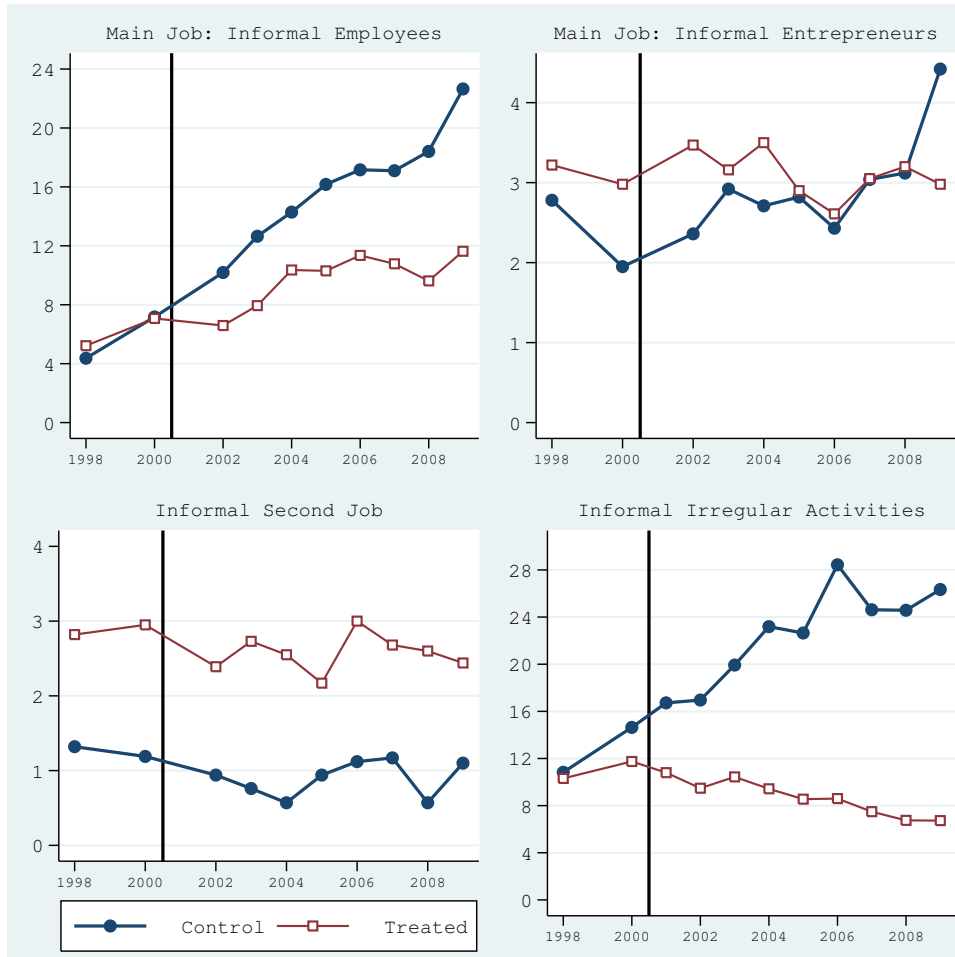 Main Job: Informal Employees
24
20
16
12
8
4
0
1998 2000 2002 2004 2006 2008
Main Job: Informal Entrepreneurs
4
3
2
1
0
1998 2000 2002 2004 2006 2008
Informal Second Job
4
3
2
1
0
1998 2000 2002 2004 2006 2008
Control Treated
Informal Irregular Activities
28
24
20
16
12
8
4
0
1998 2000 2002 2004 2006 2008